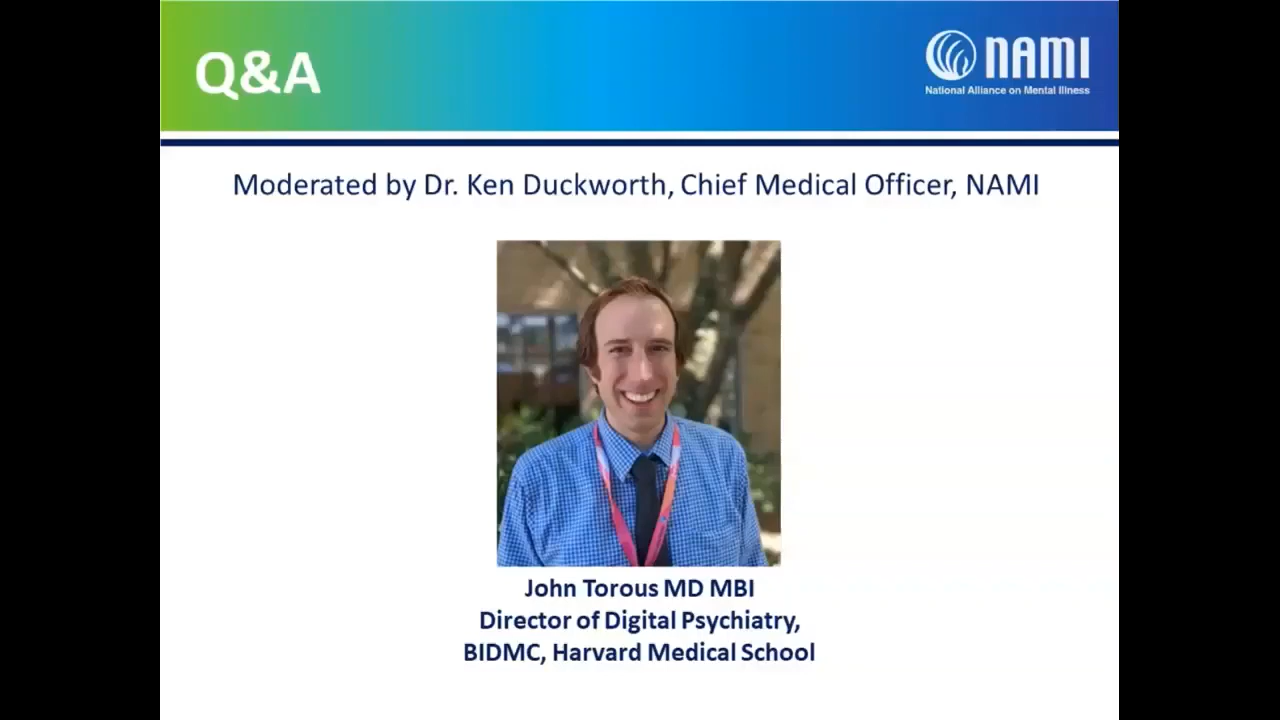 Q&A
NAMI
National Alliance on Mental Illness
Moderated by Dr. Ken Duckworth, Chief Medical Officer, NAMI
John Torous MD MBI
Director of Digital Psychiatry,
BIDMC, Harvard Medical School